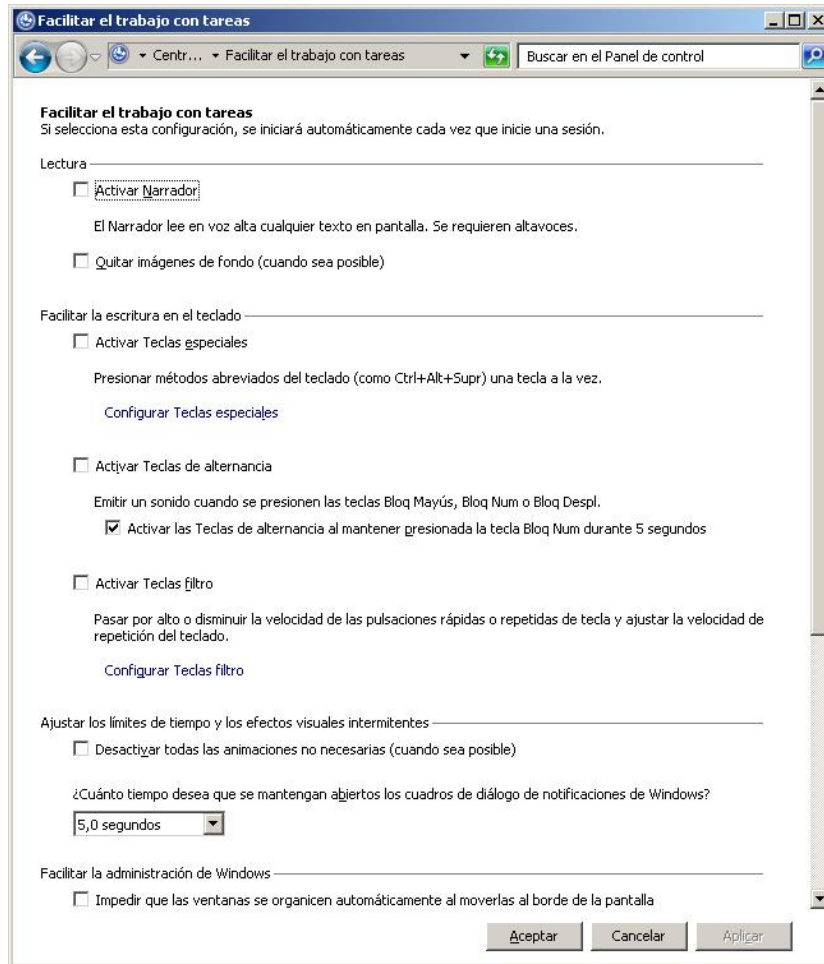 Facilitar el trabajo con tareas
Centr... Facilitar el trabajo con tareas
Buscar en el Panel de control
Facilitar el trabajo con tareas
Si selecciona esta configuración, se iniciará automáticamente cada vez que inicie una sesión.
Lectura
Activar Narrador
El Narrador lee en voz alta cualquier texto en pantalla. Se requieren altavoces.
Quitar imágenes de fondo (cuando sea posible)
Facilitar la escritura en el teclado
Activar Teclas especiales
Presionar métodos abreviados del teclado (como Ctrl+Alt+Supr) una tecla a la vez.
Configurar Teclas especiales
Activar Teclas de alternancia
Emitir un sonido cuando se presionen las teclas Bloq Mayús, Bloq Num o Bloq Despl.
Activar las Teclas de alternancia al mantener presionada la tecla Bloq Num durante 5 segundos
Activar Teclas filtro
Pasar por alto o disminuir la velocidad de las pulsaciones rápidas o repetidas de tecla y ajustar la velocidad de
repetición del teclado.
Configurar Teclas filtro
Ajustar los límites de tiempo y los efectos visuales intermitentes
Desactivar todas las animaciones no necesarias (cuando sea posible)
¿Cuánto tiempo desea que se mantengan abiertos los cuadros de diálogo de notificaciones de Windows?
5,0 segundos
Facilitar la administración de Windows
Impedir que las ventanas se organicen automáticamente al moverlas al borde de la pantalla
Aceptar
Cancelar
Aplicar